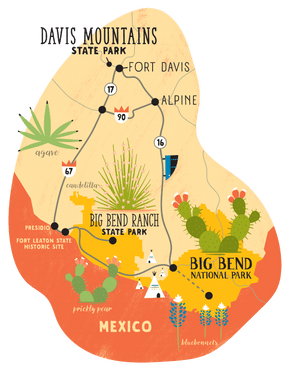 DAVIS MOUNTAINS
STATE PARK
FORT DAVIS
17
ALPINE
90
16
agave
67
candelilla
BIG BEND RANCH
STATE PARK
PRESIDIO
FORT LEATON STATE
HISTORIC SITE
BIG BEND
NATIONAL PARK
prickly pear
MEXICO
bluebonnets